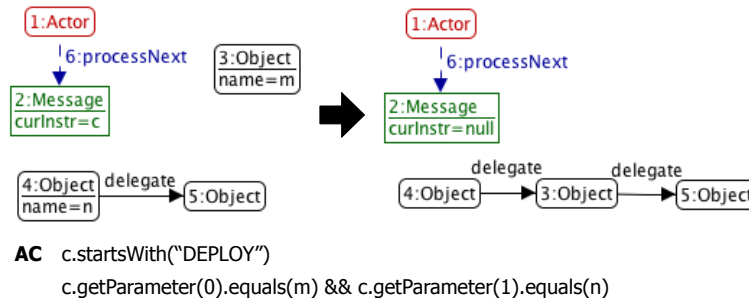 1:Actor
6:processNext
3:Object
name=m
2:Message
curInstr=c
4:Object
name=n
delegate
5:Object
1:Actor
6:processNext
2:Message
curInstr=null
delegate
delegate
4:Object
3:Object
5:Object
AC c.startsWith(“DEPLOY”)
c.getParameter(0).equals(m) && c.getParameter(1).equals(n)